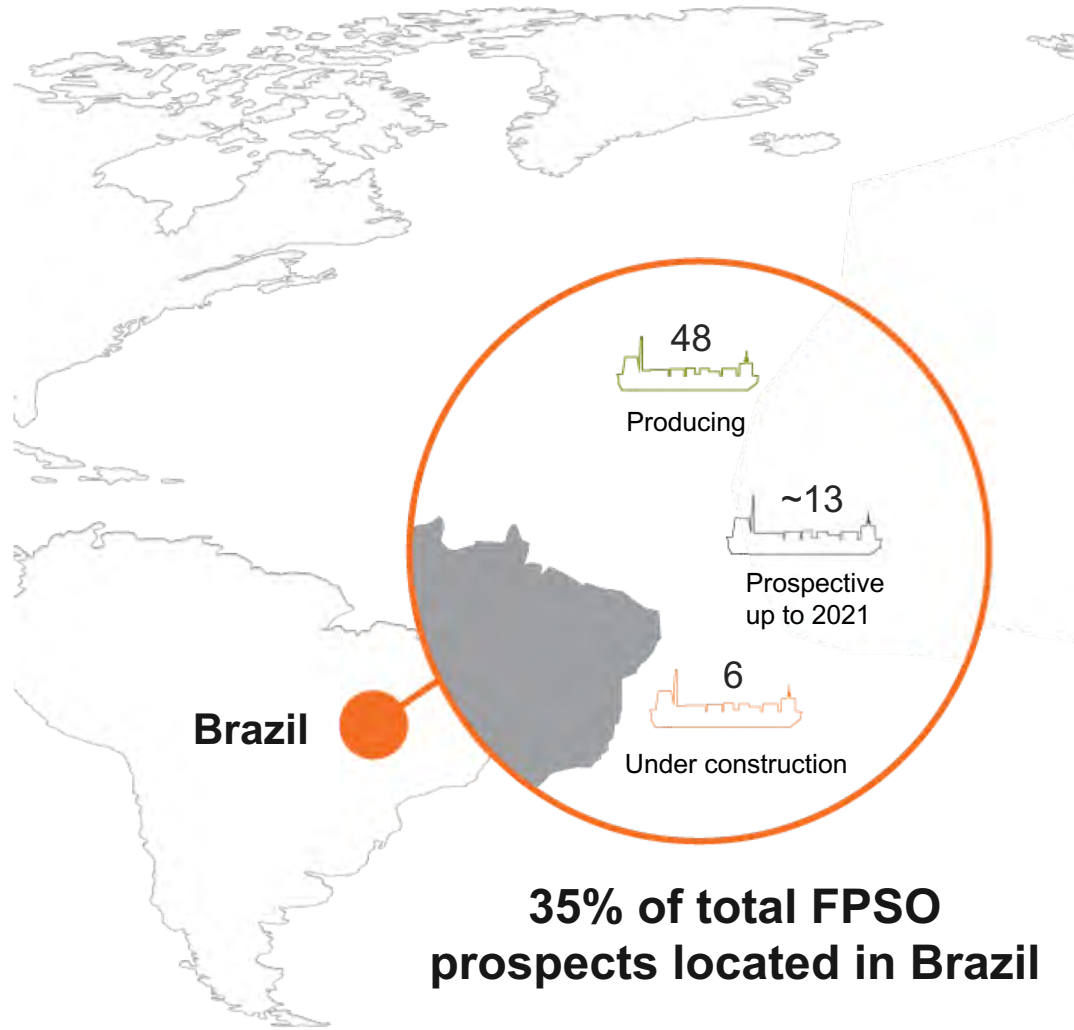 48
Producing
~13
Prospective
up to 2021
6
Under construction
Brazil
35% of total FPSO
prospects located in Brazil